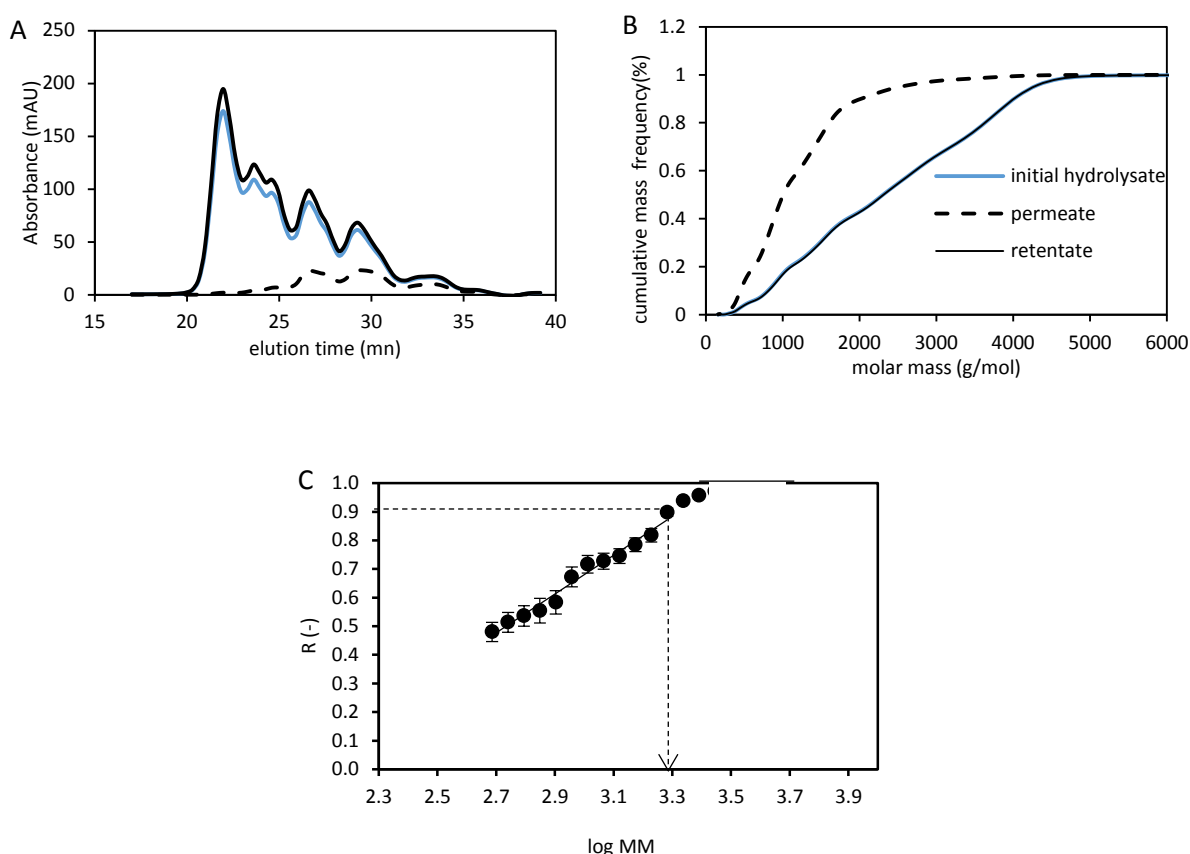 A
250
200
150
100
50
0
15 20 25 30 35 40
Absorbance (mAU)
elution time (mn)
B
1.2
1
0.8
0.6
0.4
0.2
0
0 1000 2000 3000 4000 5000 6000
cumulative mass frequency(%)
molar mass (g/mol)
initial hydrolysate
permeate
retentate
C
1.0
0.9
0.8
0.7
0.6
0.5
0.4
0.3
0.2
0.1
0.0
2.3 2.5 2.7 2.9 3.1 3.3 3.5 3.7 3.9
R (-)
log MM